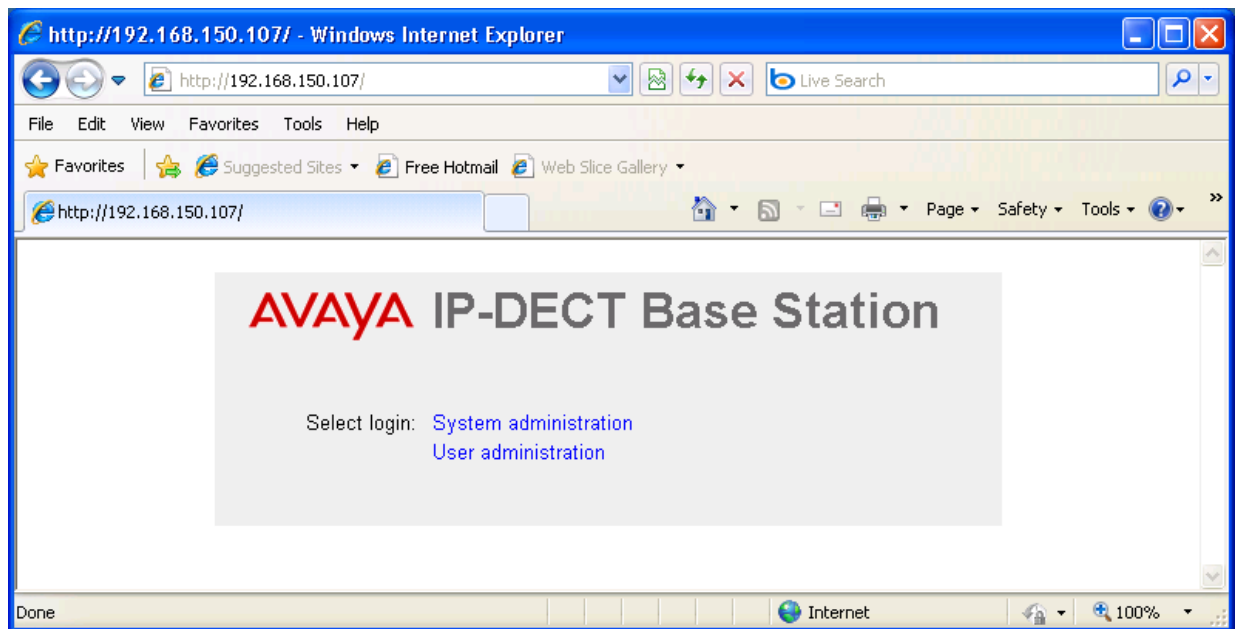 http://192.168.150.107/ - Windows Internet Explorer
http://192.168.150.107/ Live Search
File Edit View Favorites Tools Help
Favorites Suggested Sites Free Hotmail Web Slice Gallery
http://192.168.150.107/ Page Safety Tools »
AVAYA IP-DECT Base Station
Select login: System administration
User administration
Done Internet 100%